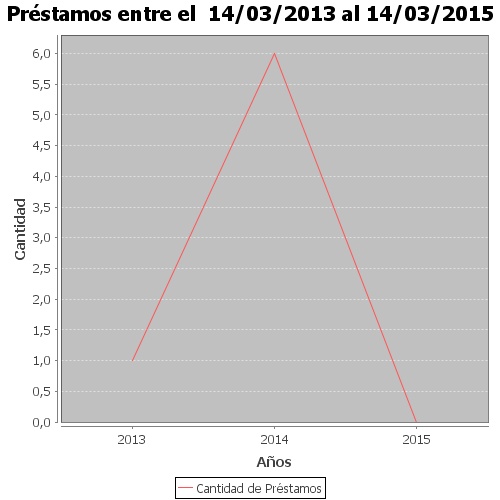 Préstamos entre el  14/03/2013 al 14/03/2015
6,0
5,5
5,0
4,5
4,0
3,5
3,0
2,5
2,0
1,5
1,0
0,5
0,0
Cantidad
2013 2014 2015
Años
Cantidad de Préstamos